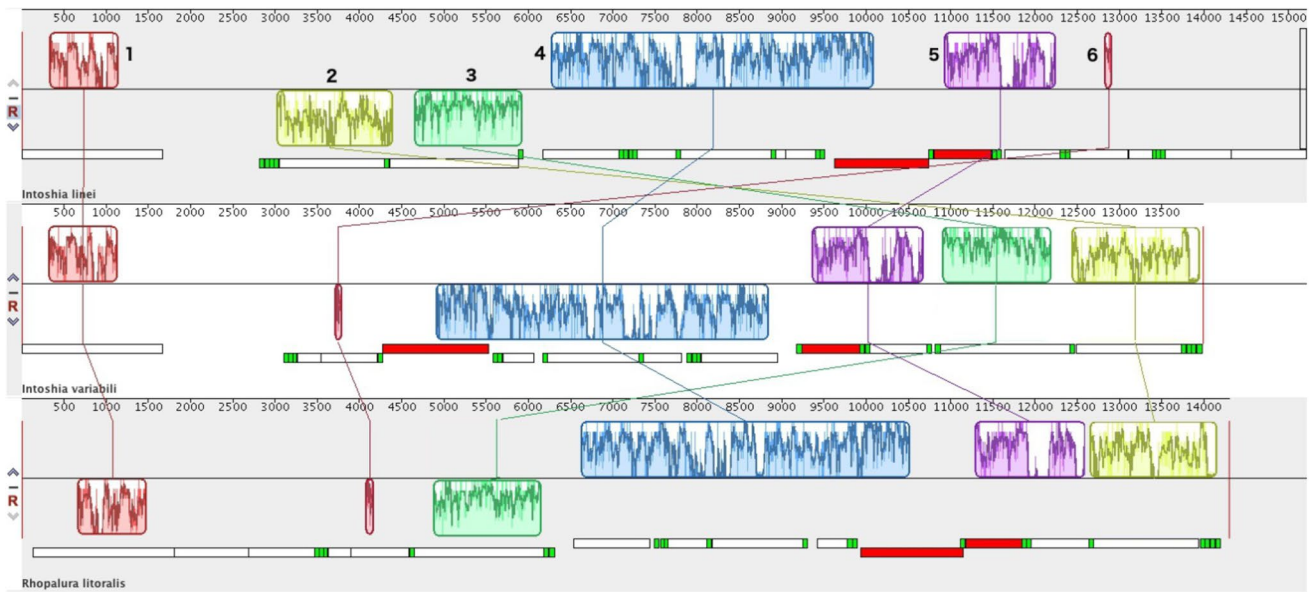 500 1000 1500 2000 2500 3000 3500 4000 4500 5000 5500 6000 6500 7000 7500 8000 8500 9000 9500 10000 10500 11000 11500 12000 12500 13000 13500 14000 14500 15000
1 2 3 4 5 6
R
Intoshia linei
500 1000 1500 2000 2500 3000 3500 4000 4500 5000 5500 6000 6500 7000 7500 8000 8500 9000 9500 10000 10500 11000 11500 12000 12500 13000 13500
R
Intoshia variabili
500 1000 1500 2000 2500 3000 3500 4000 4500 5000 5500 6000 6500 7000 7500 8000 8500 9000 9500 10000 10500 11000 11500 12000 12500 13000 13500 14000
R
Rhopalura litoralis